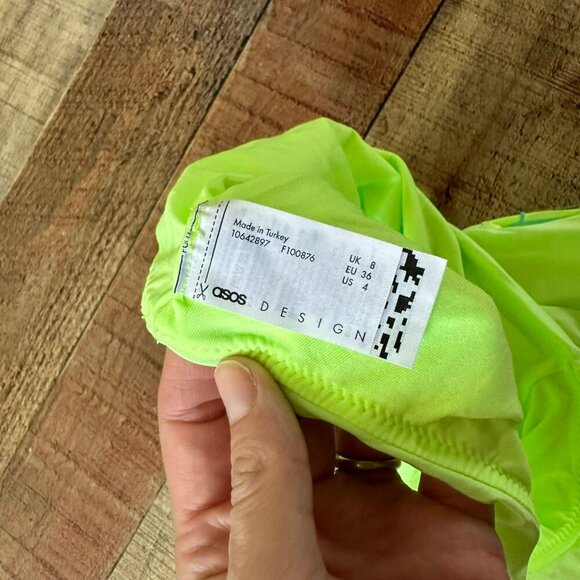 Made in Turkey
10642897 F100876
UK 8
EU 36
US 4
asos DESIGN